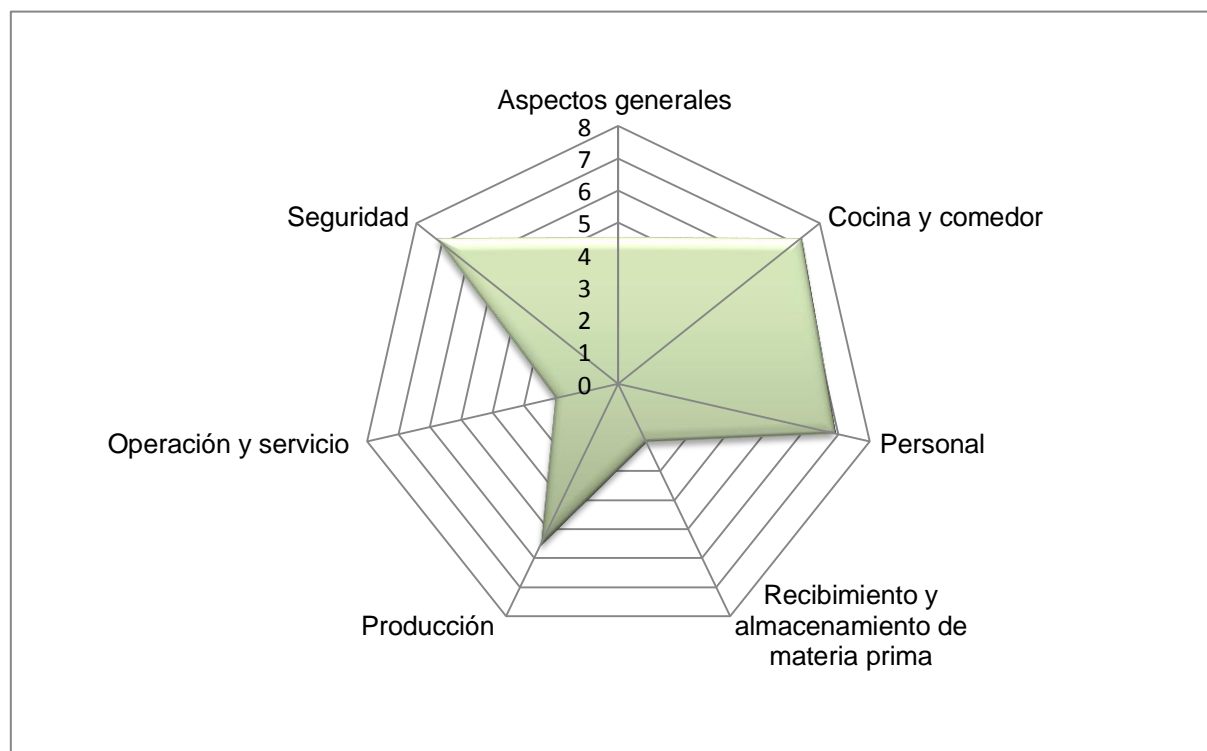 Aspectos generales
8
7
6
5
4
3
2
1
0
Cocina y comedor
Personal
Recibimiento y
almacenamiento de
materia prima
Producción
Operación y servicio
Seguridad